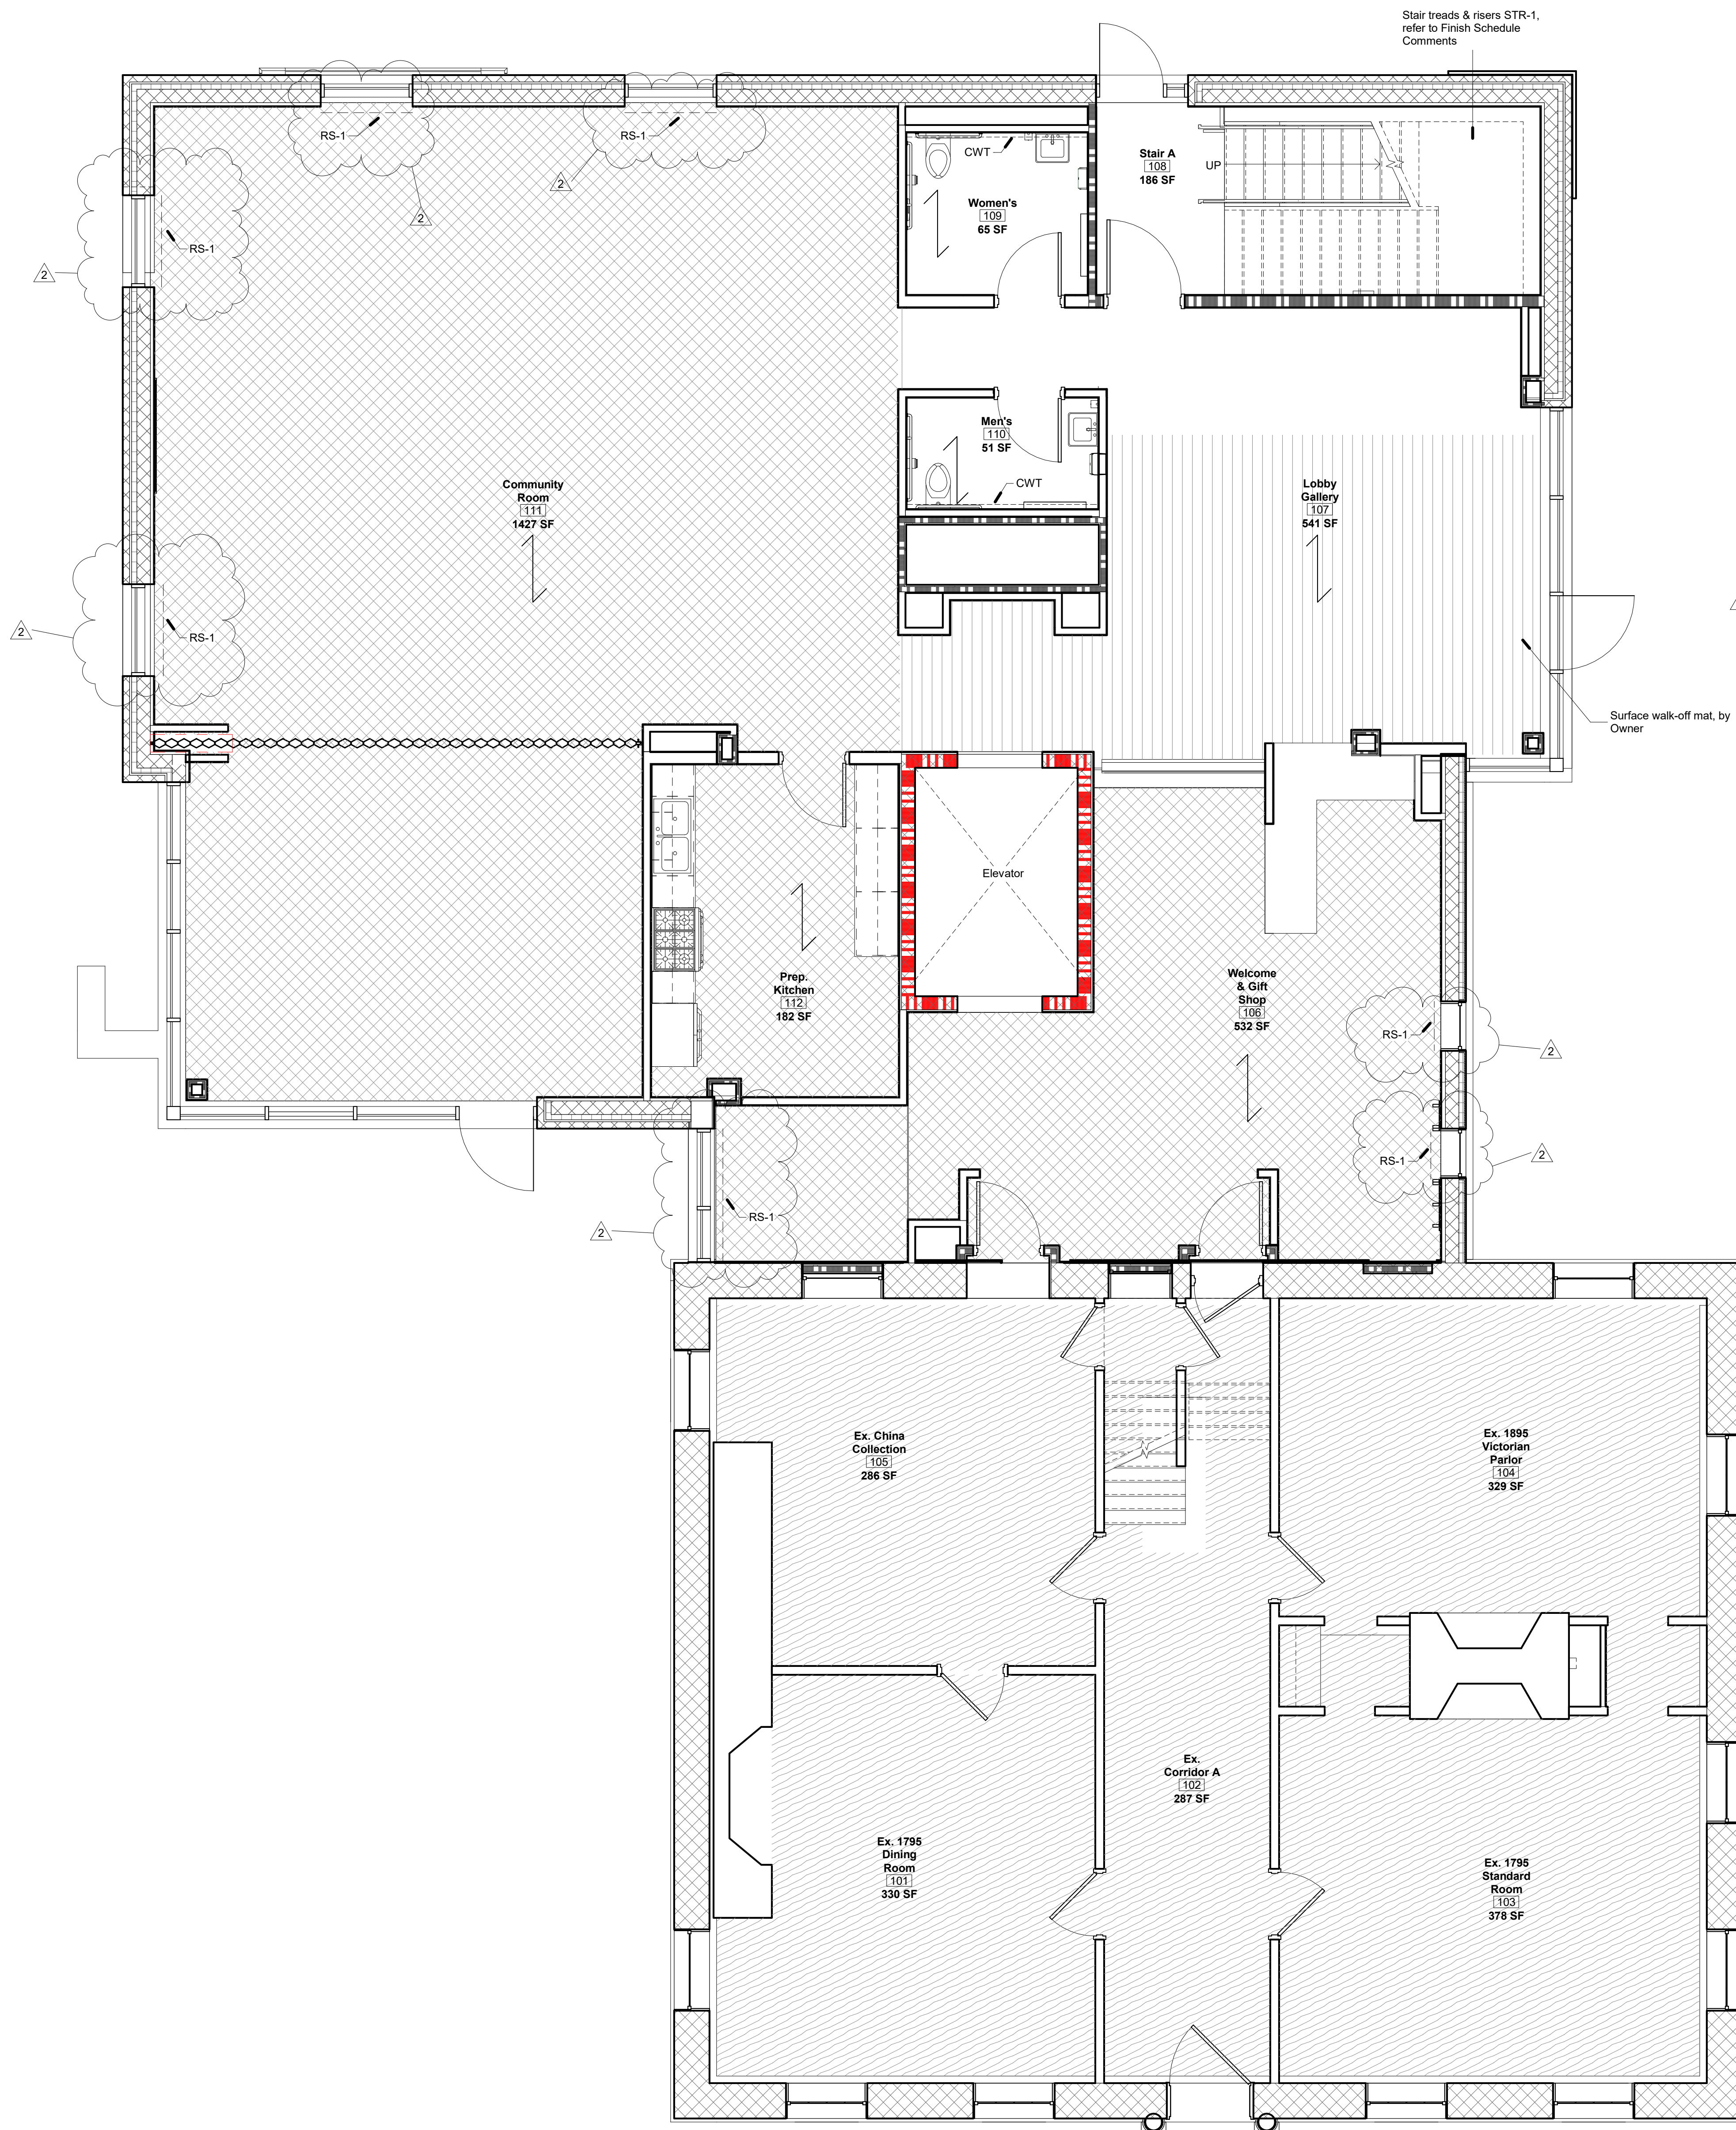 Stair treads & risers STR-1,
refer to Finish Schedule
Comments
RS-1
RS-1
2
2
CWT
Women's
109
65 SF
Stair A
108
186 SF
UP
RS-1
2
Men's
110
51 SF
CWT
Community
Room
111
1427 SF
Lobby
Gallery
107
541 SF
RS-1
2
Surface walk-off mat, by
Owner
Elevator
Prep.
Kitchen
112
182 SF
Welcome
& Gift
Shop
106
532 SF
RS-1
2
RS-1
2
RS-1
2
Ex. China
Collection
105
286 SF
Ex. 1895
Victorian
Parlor
104
329 SF
Ex.
Corridor A
102
287 SF
Ex. 1795
Dining
Room
101
330 SF
Ex. 1795
Standard
Room
103
378 SF